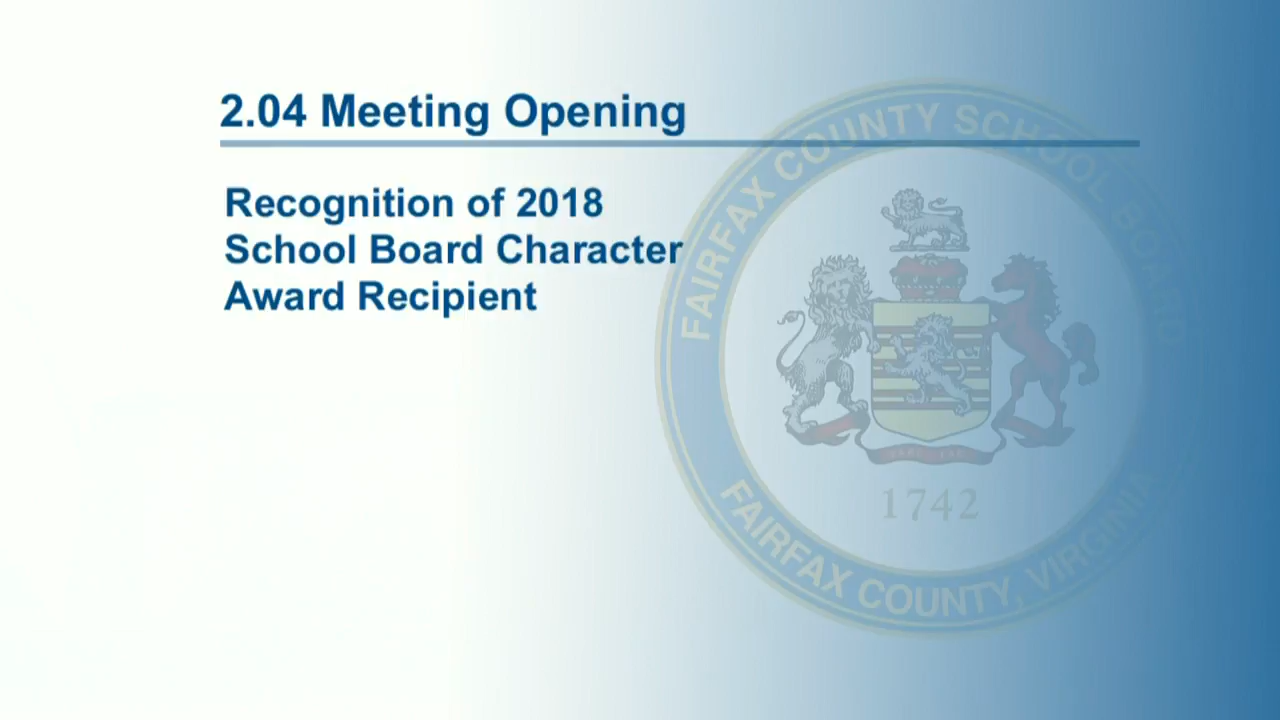 2.04 Meeting Opening
Recognition of 2018
School Board Character
Award Recipient
FAIRFAX COUNTY SCHOOL BOARD
1742
FAIRFAX COUNTY, VIRGINIA